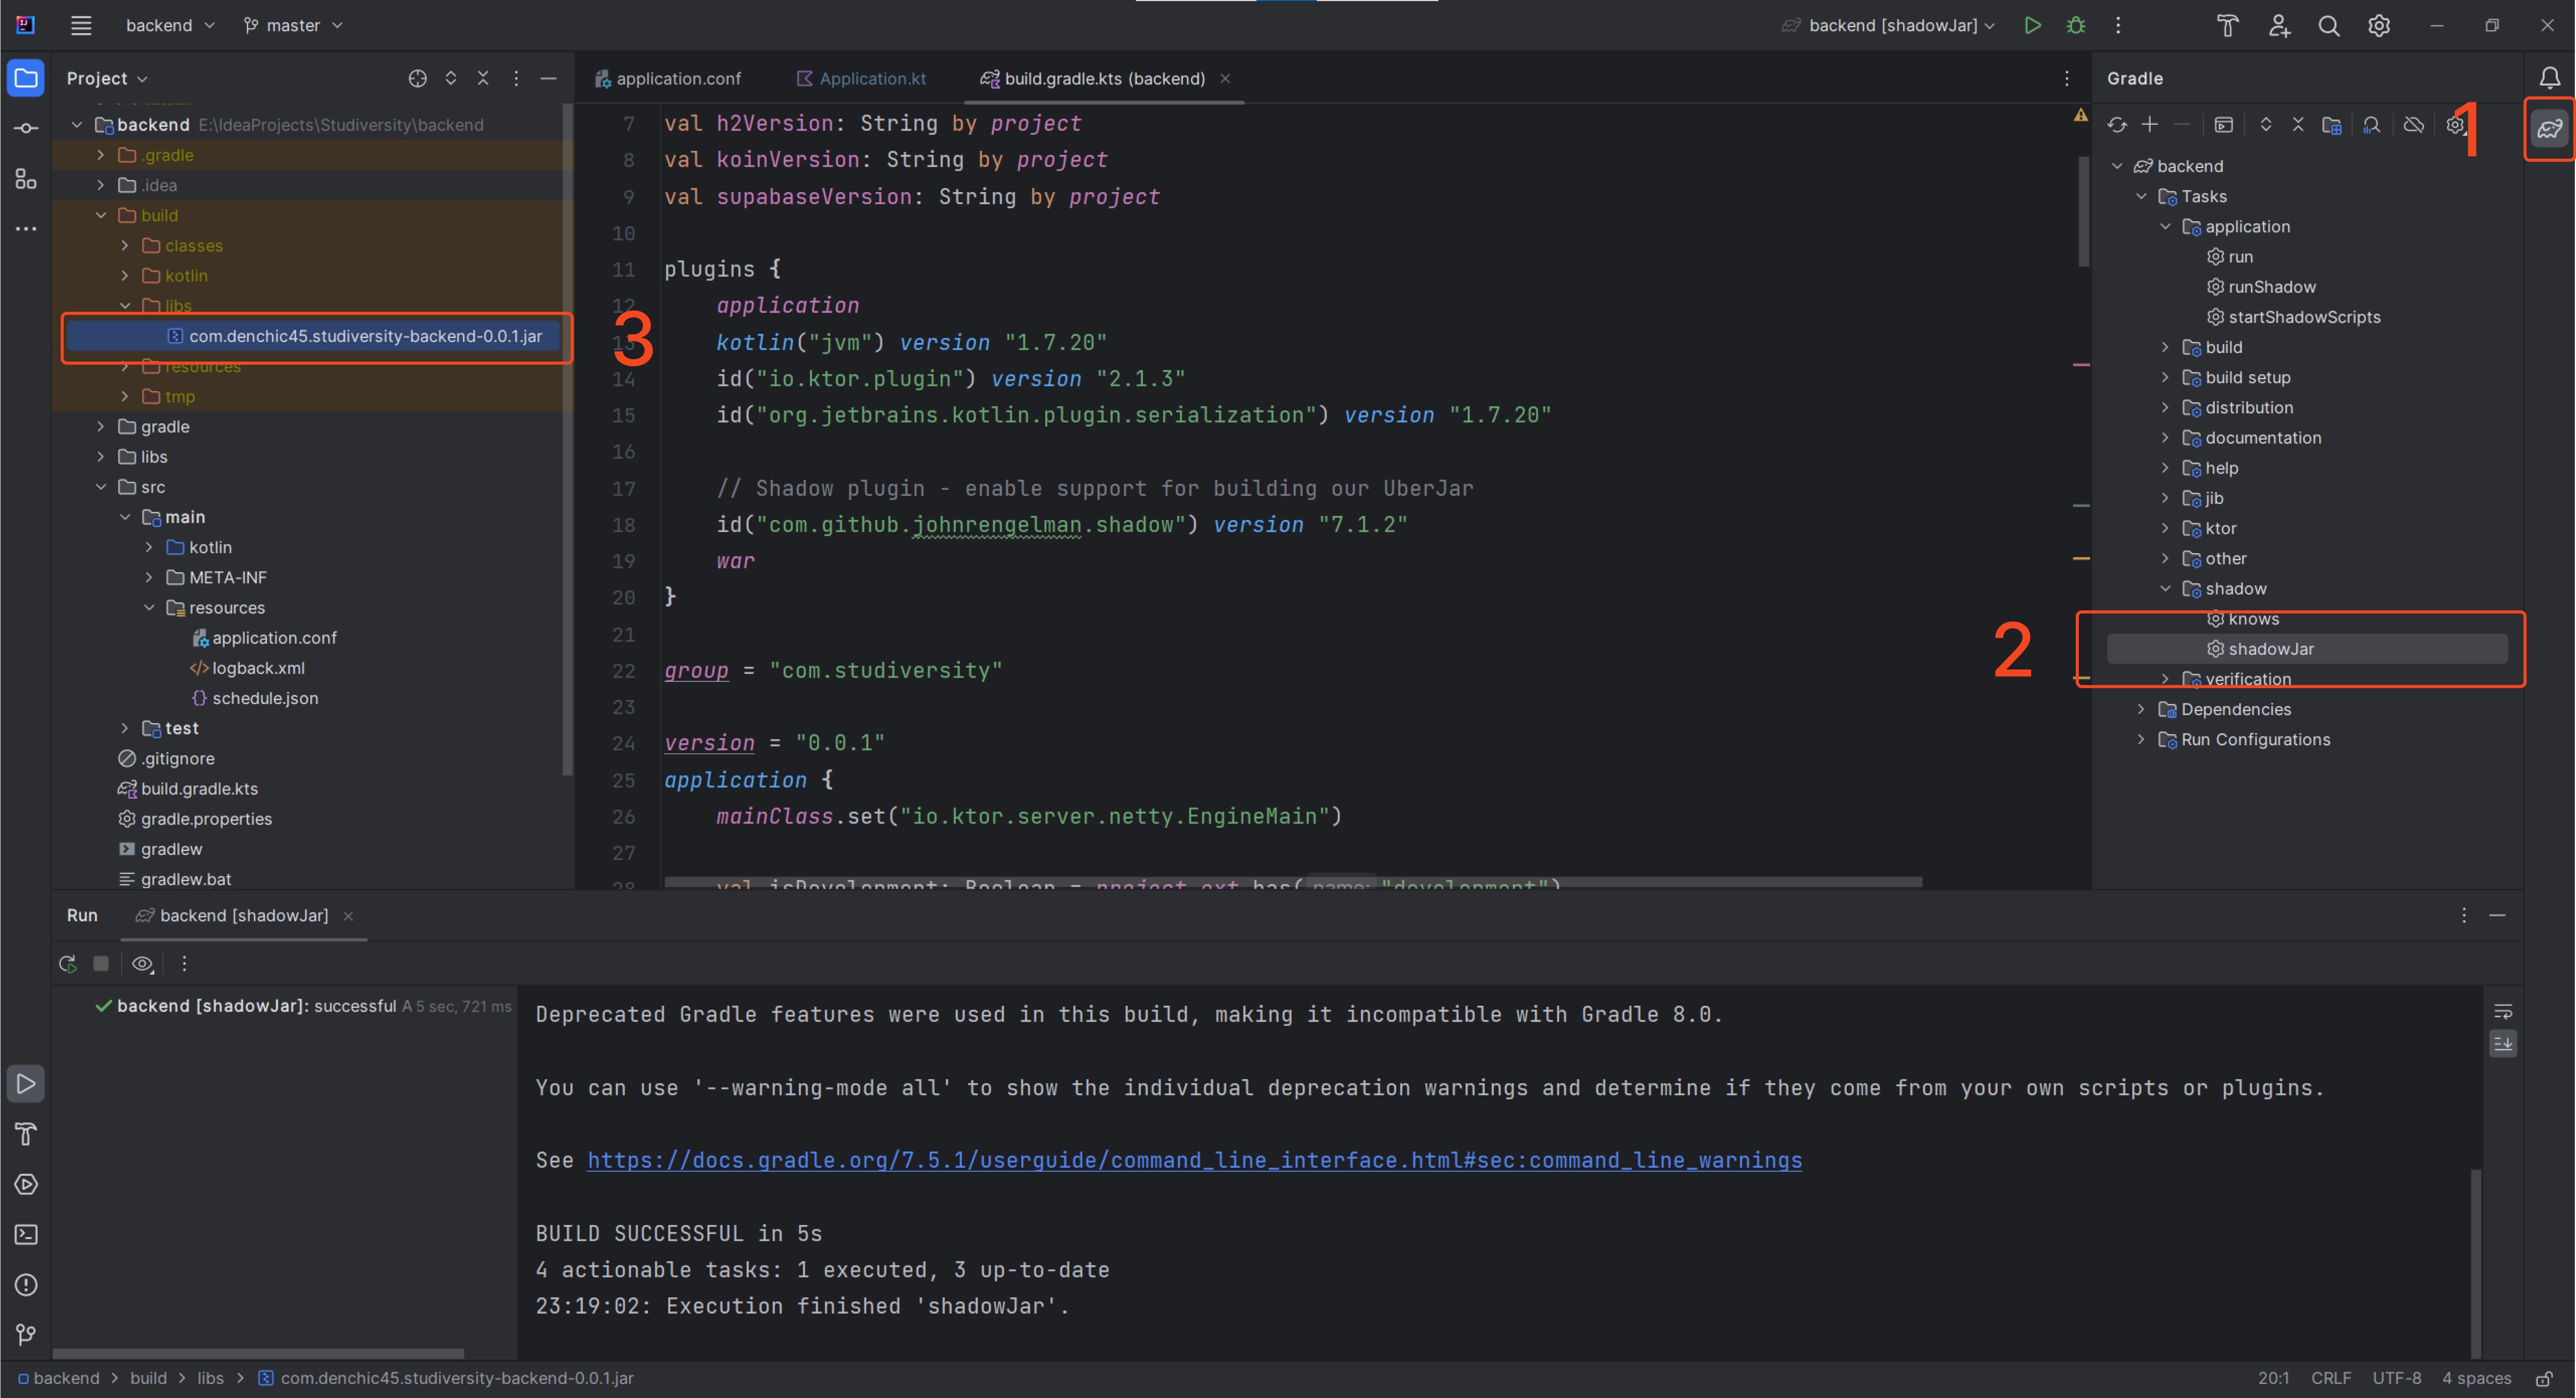 backend
master
backend [shadowJar]
Project
application.conf
Application.kt
build.gradle.kts (backend)
Gradle
1
backend E:\IdeaProjects\Studiversity\backend
.gradle
.idea
build
classes
kotlin
libs
com.denchic45.studiversity-backend-0.0.1.jar
resources
tmp
gradle
libs
src
main
kotlin
META-INF
resources
application.conf
logback.xml
schedule.json
test
.gitignore
build.gradle.kts
gradle.properties
gradlew
gradlew.bat
3
7 val h2Version: String by project
8 val koinVersion: String by project
9 val supabaseVersion: String by project
10
11 plugins {
12 application
13 kotlin("jvm") version "1.7.20"
14 id("io.ktor.plugin") version "2.1.3"
15 id("org.jetbrains.kotlin.plugin.serialization") version "1.7.20"
16
17 // Shadow plugin - enable support for building our UberJar
18 id("com.github.johnrengelman.shadow") version "7.1.2"
19 war
20 }
21
22 group = "com.studiversity"
23
24 version = "0.0.1"
25 application {
26 mainClass.set("io.ktor.server.netty.EngineMain")
27
28 val isDevelopment: Boolean = project.ext.has( name: "development")
backend
Tasks
application
run
runShadow
startShadowScripts
build
build setup
distribution
documentation
help
jib
ktor
other
shadow
knows
2
shadowJar
verification
Dependencies
Run Configurations
Run
backend [shadowJar]
backend [shadowJar]: successful A 5 sec, 721 ms
Deprecated Gradle features were used in this build, making it incompatible with Gradle 8.0.
You can use '--warning-mode all' to show the individual deprecation warnings and determine if they come from your own scripts or plugins.
See https://docs.gradle.org/7.5.1/userguide/command_line_interface.html#sec:command_line_warnings
BUILD SUCCESSFUL in 5s
4 actionable tasks: 1 executed, 3 up-to-date
23:19:02: Execution finished 'shadowJar'.
backend > build > libs > com.denchic45.studiversity-backend-0.0.1.jar
20:1 CRLF UTF-8 4 spaces